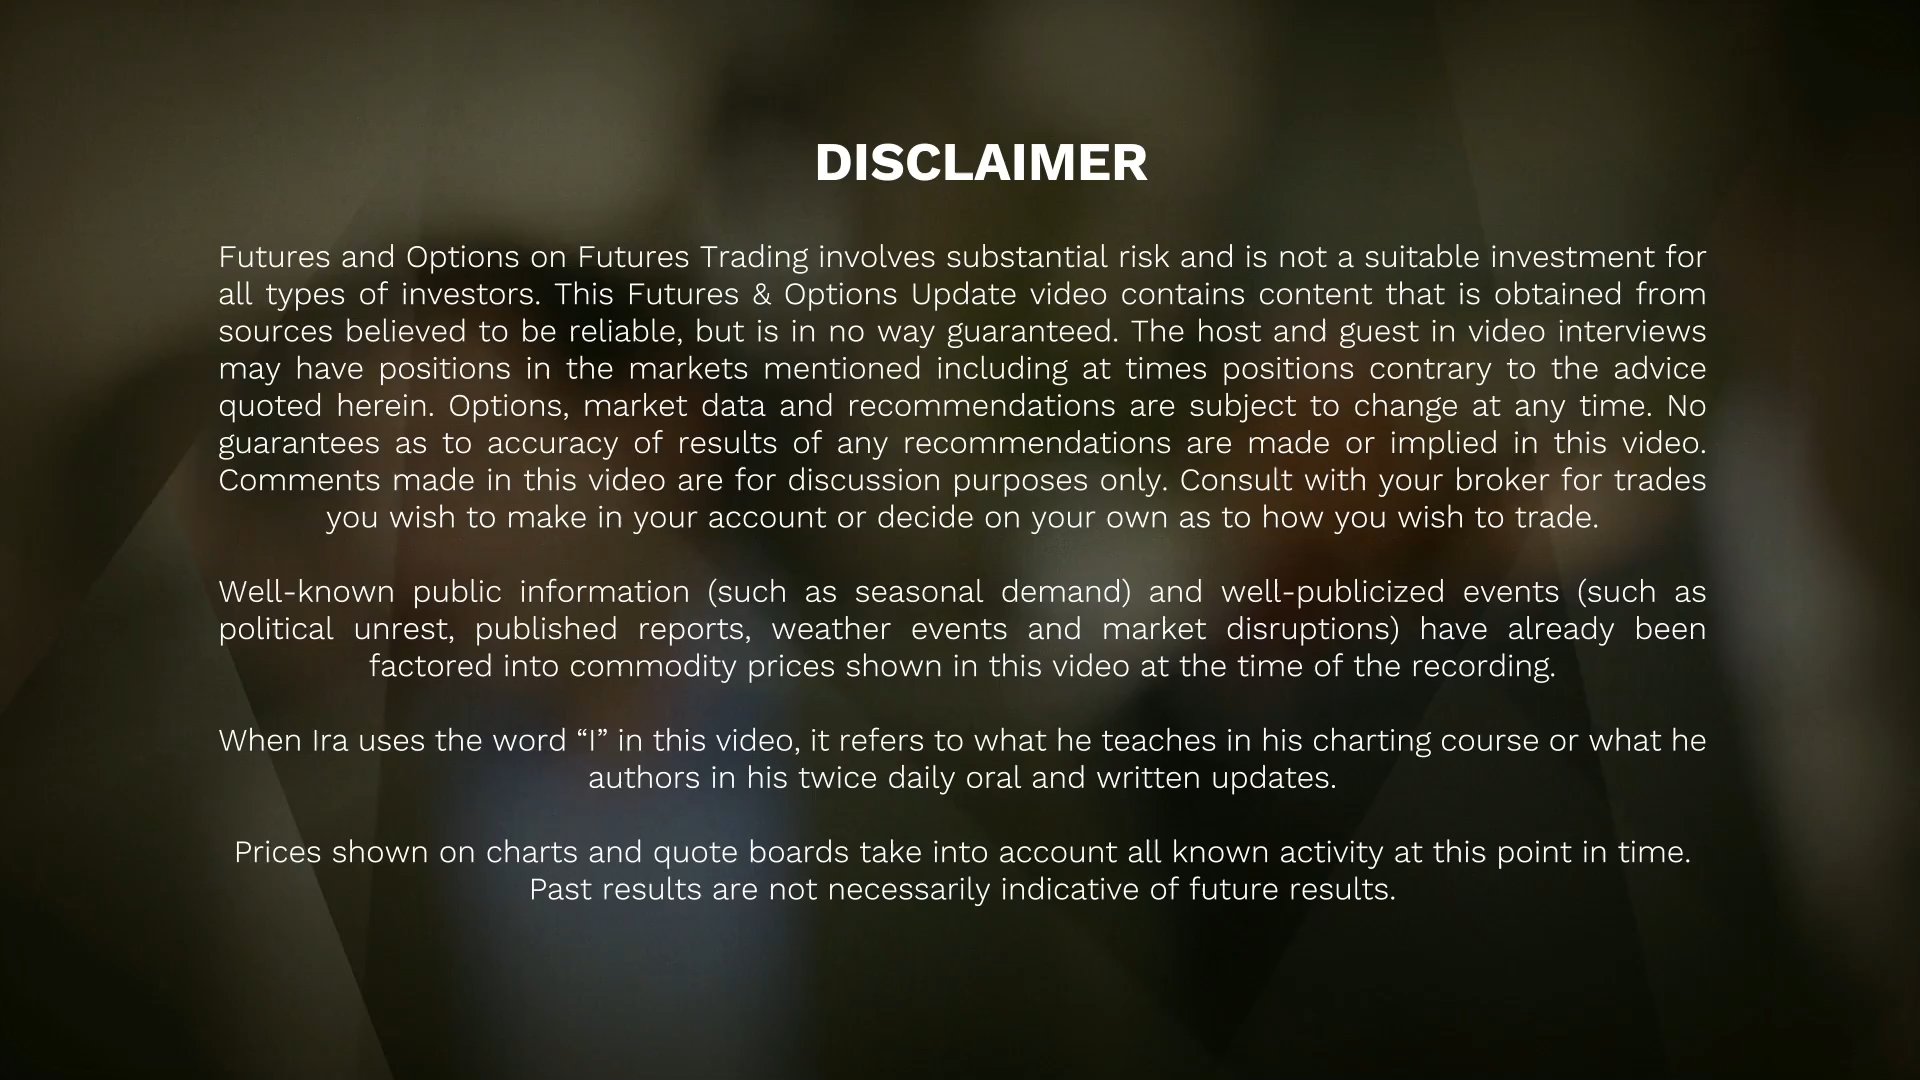 DISCLAIMER
Futures and Options on Futures Trading involves substantial risk and is not a suitable investment for
all types of investors. This Futures & Options Update video contains content that is obtained from
sources believed to be reliable, but is in no way guaranteed. The host and guest in video interviews
may have positions in the markets mentioned including at times positions contrary to the advice
quoted herein. Options, market data and recommendations are subject to change at any time. No
guarantees as to accuracy of results of any recommendations are made or implied in this video.
Comments made in this video are for discussion purposes only. Consult with your broker for trades
you wish to make in your account or decide on your own as to how you wish to trade.
Well-known public information (such as seasonal demand) and well-publicized events (such as
political unrest, published reports, weather events and market disruptions) have already been
factored into commodity prices shown in this video at the time of the recording.
When Ira uses the word “I” in this video, it refers to what he teaches in his charting course or what he
authors in his twice daily oral and written updates.
Prices shown on charts and quote boards take into account all known activity at this point in time.
Past results are not necessarily indicative of future results.